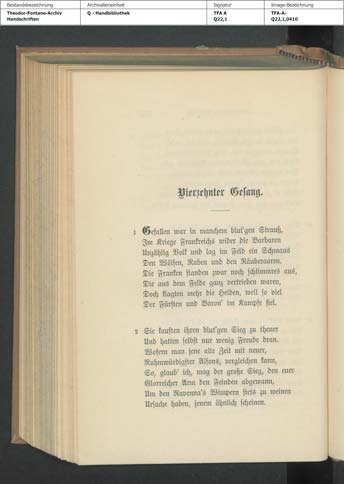 Bestandsbezeichnung
Archivalieneinheit
Signatur
Image-Bezeichnung
Theodor-Fontane-Archiv
Handschriften
Q - Handbibliothek
TFA A
Q22,1
TFA-A-
Q22,1,0410
Vierzehnter Gesang.
1 Gefallen war in manchem blut'gen Strauß,
Im Kriege Frankreichs wider die Barbaren
Unzählig Volk und lag im Feld ein Schmaus
Den Wölfen, Raben und den Räuberaaren.
Die Franken standen zwar noch schlimmres aus,
Die aus dem Felde ganz vertrieben waren,
Doch klagten mehr die Heiden, weil so viel
Der Fürsten und Baron' im Kampfe fiel.
2 Sie kauften ihren blut'gen Sieg zu theuer
Und hatten selbst nur wenig Freude dran.
Wofern man jene alte Zeit mit neuer,
Ruhmwürdigster Alfons, vergleichen kann,
So, glaub' ich, mag der große Sieg, den euer
Glorreicher Arm den Feinden abgewann,
Um den Ravenna's Wimpern stets zu weinen
Ursache haben, jenem ähnlich scheinen.